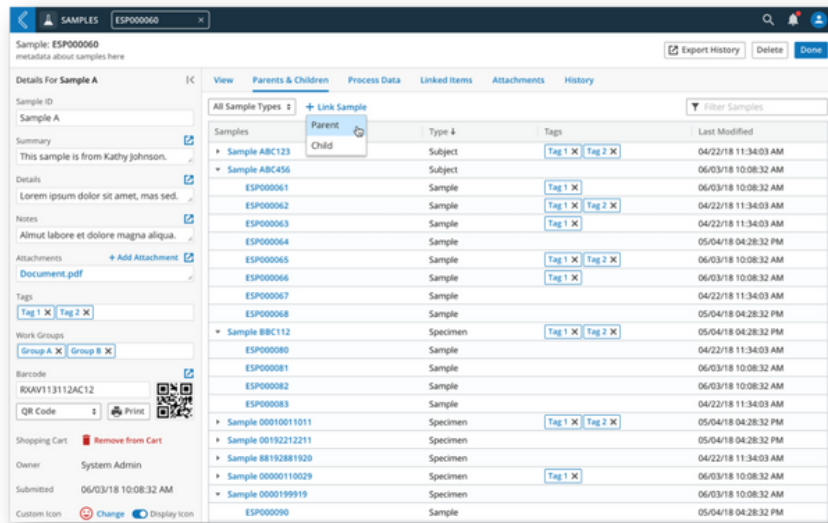 SAMPLES ESP000060 ×
Sample: ESP000060
metadata about samples here
Export History Delete Done
Details For Sample A
View Parents & Children Process Data Linked Items Attachments History
Sample ID
Sample A
Summary
This sample is from Kathy Johnson.
Details
Lorem ipsum dolor sit amet, mas sed.
Notes
Almut labore et dolore magna aliqua.
Attachments + Add Attachment
Document.pdf
Tags
Tag 1 X Tag 2 X
Work Groups
Group A X Group B X
Barcode
RXAV113112AC12
QR Code Print
Shopping Cart Remove from Cart
Owner System Admin
Submitted 06/03/18 10:08:32 AM
Custom Icon Change Display Icon
All Sample Types + Link Sample Filter Samples
Parent
Child
Samples Type Tags Last Modified
Sample ABC123 Subject Tag 1 X Tag 2 X 04/22/18 11:34:03 AM
Sample ABC456 Subject 06/03/18 10:08:32 AM
ESP000061 Sample Tag 1 X 06/03/18 10:08:32 AM
ESP000062 Sample Tag 1 X Tag 2 X 04/22/18 11:34:03 AM
ESP000063 Sample Tag 1 X 04/22/18 11:34:03 AM
ESP000064 Sample 05/04/18 04:28:32 PM
ESP000065 Sample Tag 1 X Tag 2 X 06/03/18 10:08:32 AM
ESP000066 Sample Tag 1 X 06/03/18 10:08:32 AM
ESP000067 Sample 04/22/18 11:34:03 AM
ESP000068 Sample 05/04/18 04:28:32 PM
Sample BBC112 Specimen Tag 1 X Tag 2 X 05/04/18 04:28:32 PM
ESP000080 Sample 04/22/18 11:34:03 AM
ESP000081 Sample 06/03/18 10:08:32 AM
ESP000082 Sample 06/03/18 10:08:32 AM
ESP000083 Sample 04/22/18 11:34:03 AM
Sample 00010011011 Specimen Tag 1 X Tag 2 X 05/04/18 04:28:32 PM
Sample 00192212211 Specimen 05/04/18 04:28:32 PM
Sample 88192881920 Specimen 04/22/18 11:34:03 AM
Sample 00000110029 Specimen Tag 1 X 06/03/18 10:08:32 AM
Sample 0000199919 Specimen 06/03/18 10:08:32 AM
ESP000090 Sample 05/04/18 04:28:32 PM